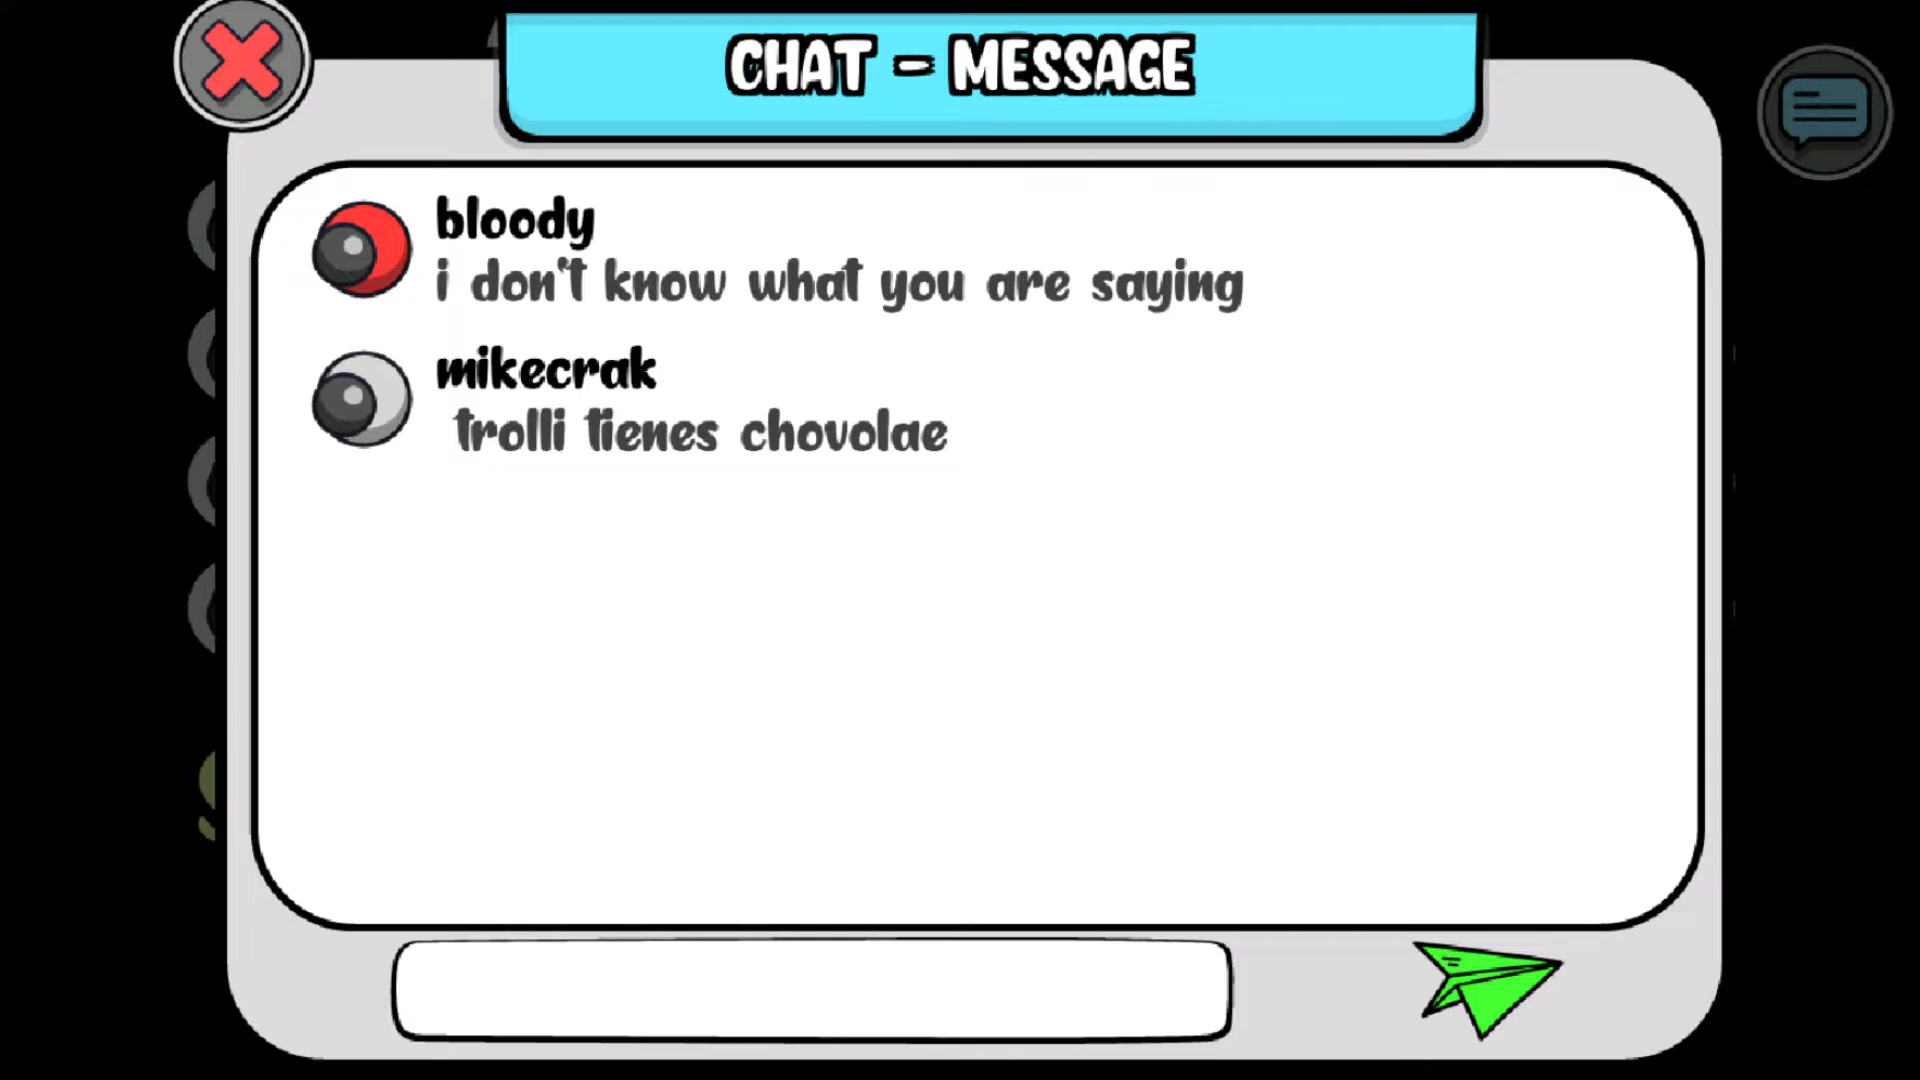 CHAT - MESSAGE
bloody
i don't know what you are saying
mikecrak
trolli tienes chovolae